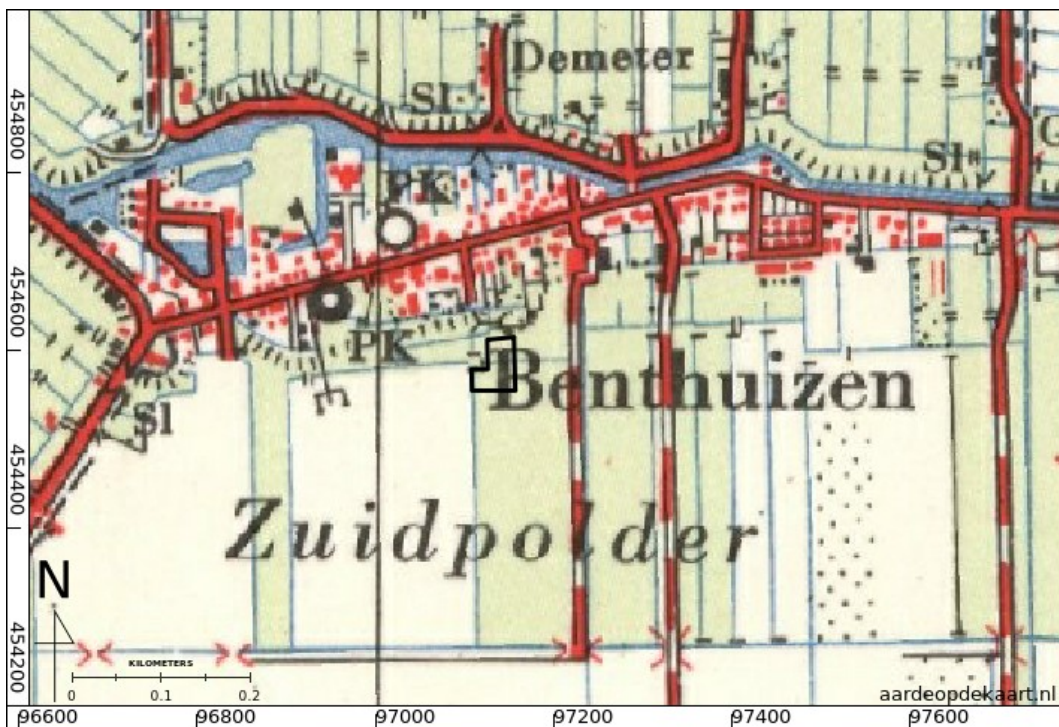 Demeter
Sl
Sl
PK
PK
Benthuizen
Sl
Zuidpolder
N
KILOMETERS
0 0.1 0.2
aardeopdekaart.nl
454800
454600
454400
454200
96600 96800 97000 97200 97400 97600